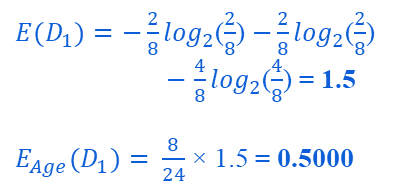 E(D₁) = −2/8 log₂(2/8) − 2/8 log₂(2/8)
− 4/8 log₂(4/8) = 1.5
E_Age(D₁) = 8/24 × 1.5 = 0.5000